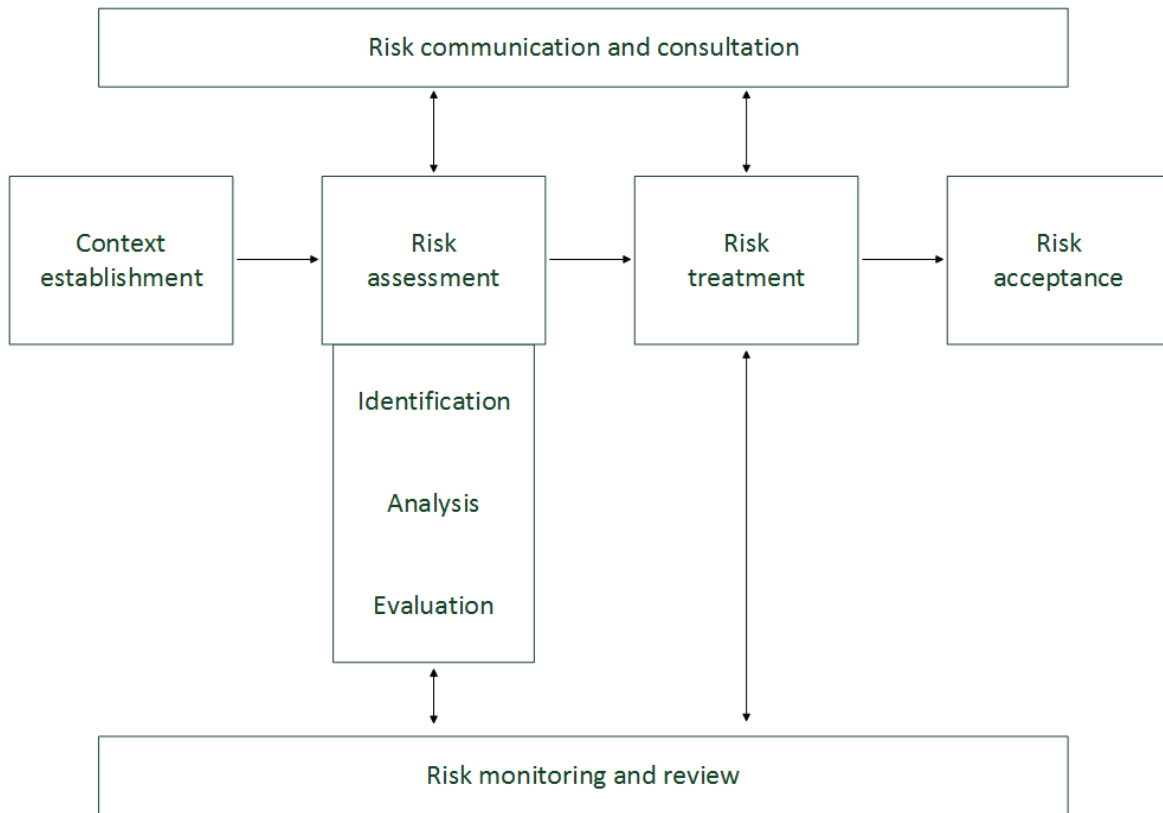 Risk communication and consultation
Context
establishment
Risk
assessment
Risk
treatment
Risk
acceptance
Identification
Analysis
Evaluation
Risk monitoring and review